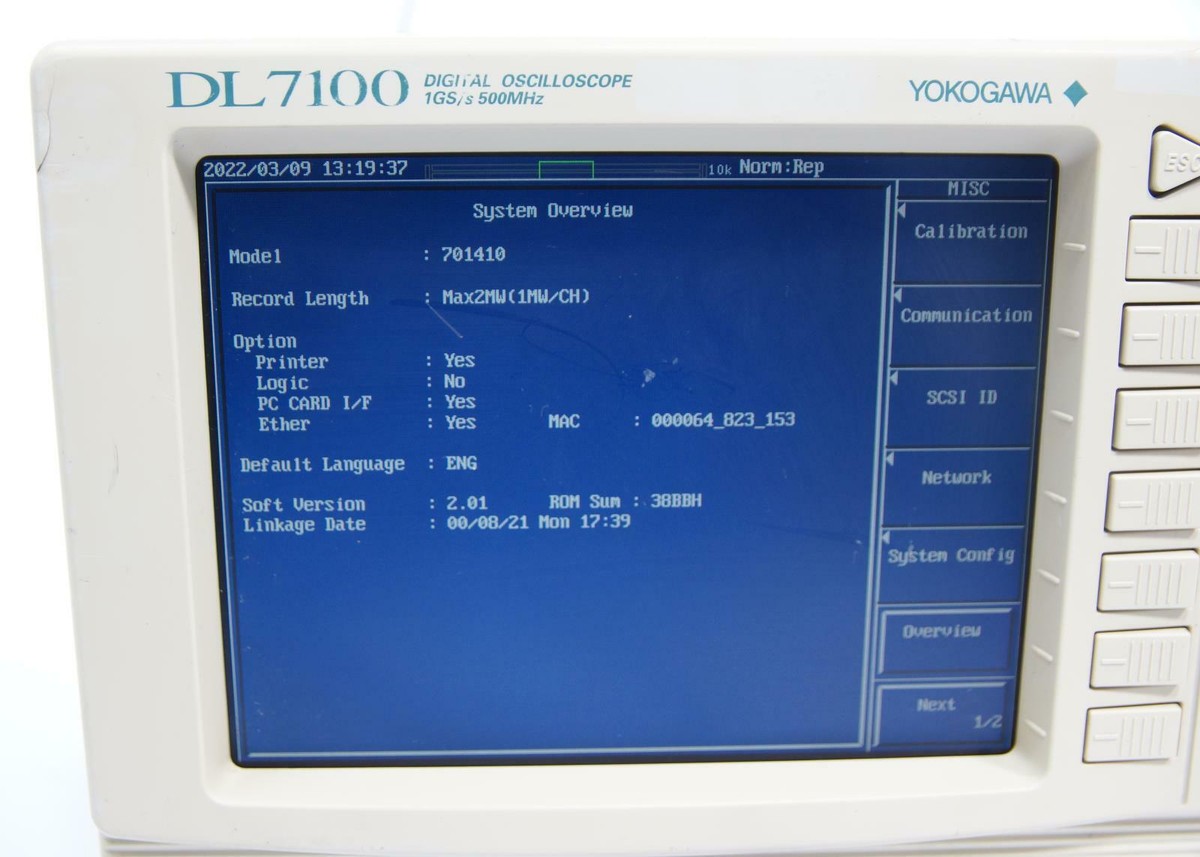 DL7100 DIGITAL OSCILLOSCOPE
1GS/s 500MHz
YOKOGAWA
ESC
2022/03/09 13:19:37 10k Norm:Rep
MISC
System Overview
Model : 701410
Record Length : Max2MW(1MW/CH)
Option
Printer : Yes
Logic : No
PC CARD I/F : Yes
Ether : Yes MAC : 000064_823_153
Default Language : ENG
Soft Version : 2.01 ROM Sum : 38BBH
Linkage Date : 00/08/21 Mon 17:39
Calibration
Communication
SCSI ID
Network
System Config
Overview
Next
1/2